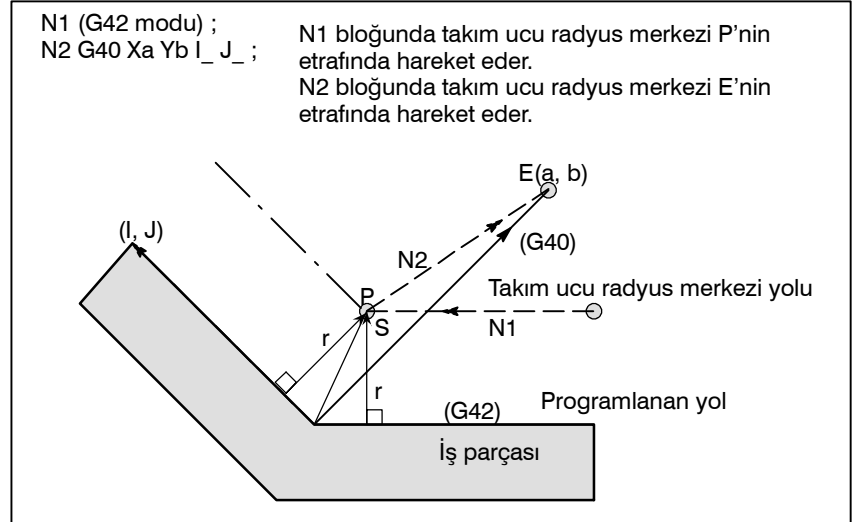 N1 (G42 modu) ;
N2 G40 Xa Yb I_ J_ ;
N1 bloğunda takım ucu radyus merkezi P’nin
etrafında hareket eder.
N2 bloğunda takım ucu radyus merkezi E’nin
etrafında hareket eder.
E(a, b)
(I, J)
(G40)
N2
Takım ucu radyus merkezi yolu
P
S
N1
r
r
(G42)
Programlanan yol
İş parçası